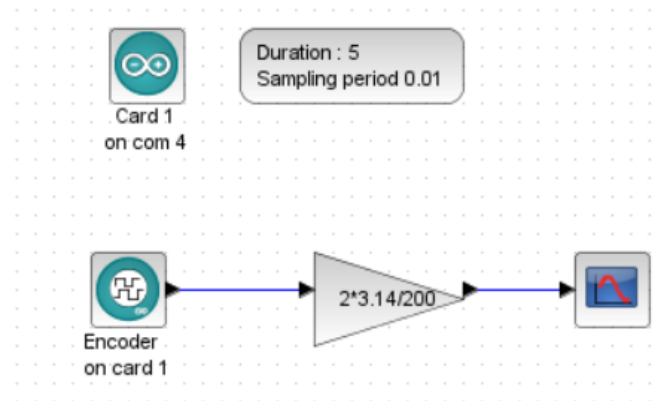 Duration : 5
Sampling period 0.01
Card 1
on com 4
2*3.14/200
Encoder
on card 1